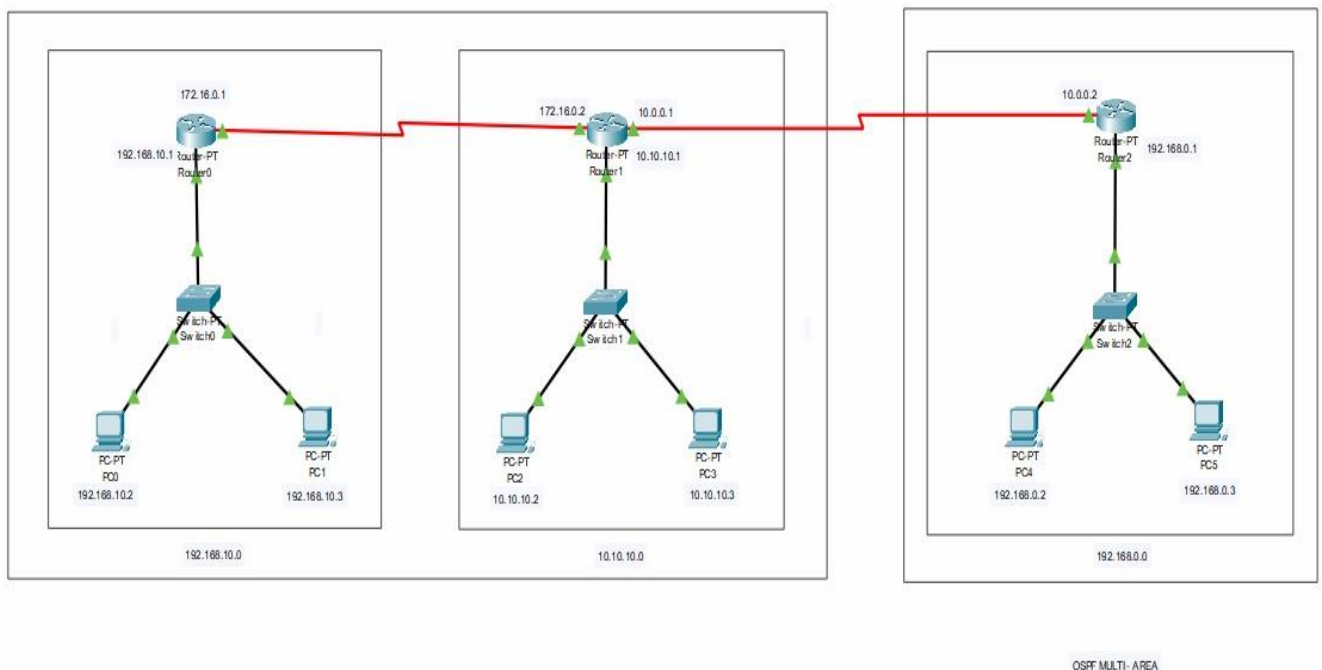 172.16.0.1
192.168.10.1
Router-PT
Router0
Switch-PT
Switch0
PC-PT
PC0
192.168.10.2
PC-PT
PC1
192.168.10.3
192.168.10.0
172.16.0.2
10.0.0.1
10.10.10.1
Router-PT
Router1
Switch-PT
Switch1
PC-PT
PC2
10.10.10.2
PC-PT
PC3
10.10.10.3
10.10.10.0
10.0.0.2
192.168.0.1
Router-PT
Router2
Switch-PT
Switch2
PC-PT
PC4
192.168.0.2
PC-PT
PC5
192.168.0.3
192.168.0.0
OSPF MULTI-AREA